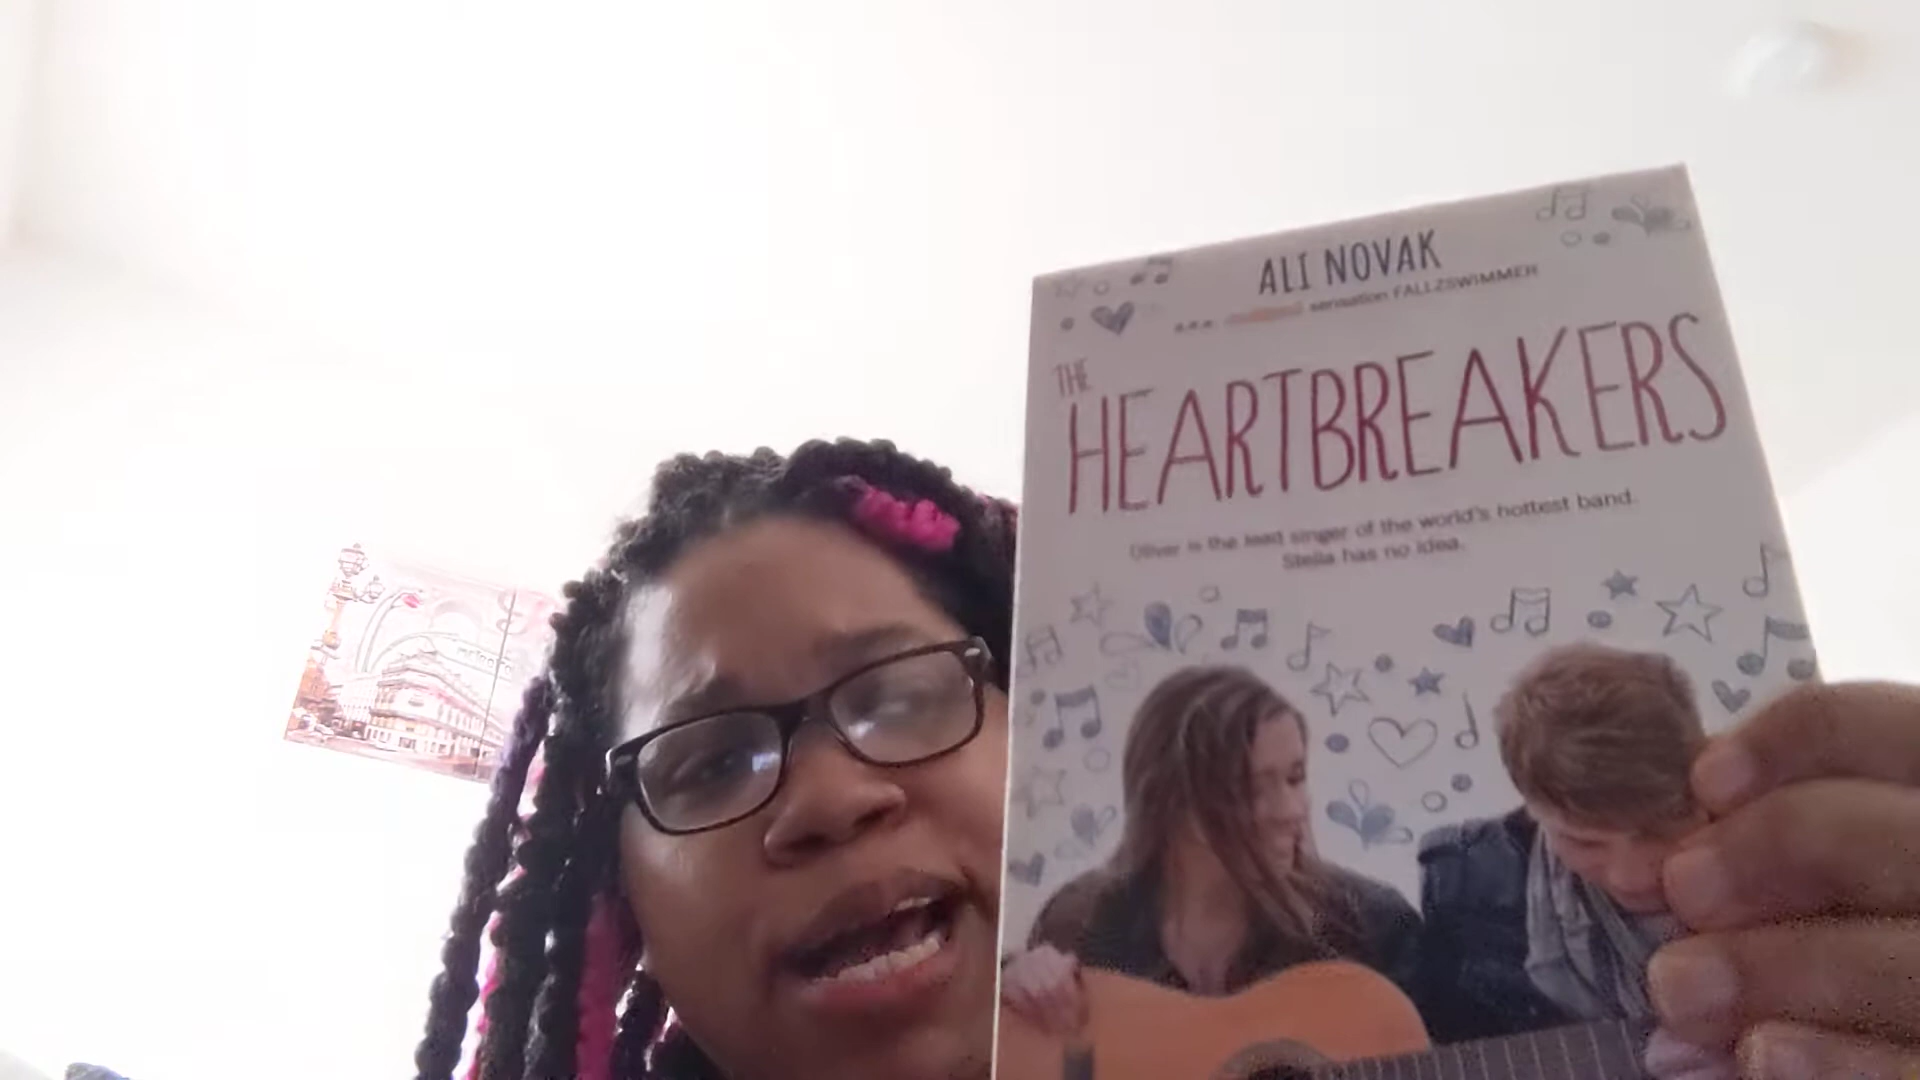 ALI NOVAK
a.k.a. sensation FALLZSWIMMER
THE
HEARTBREAKERS
Oliver is the lead singer of the world's hottest band.
Stella has no idea.